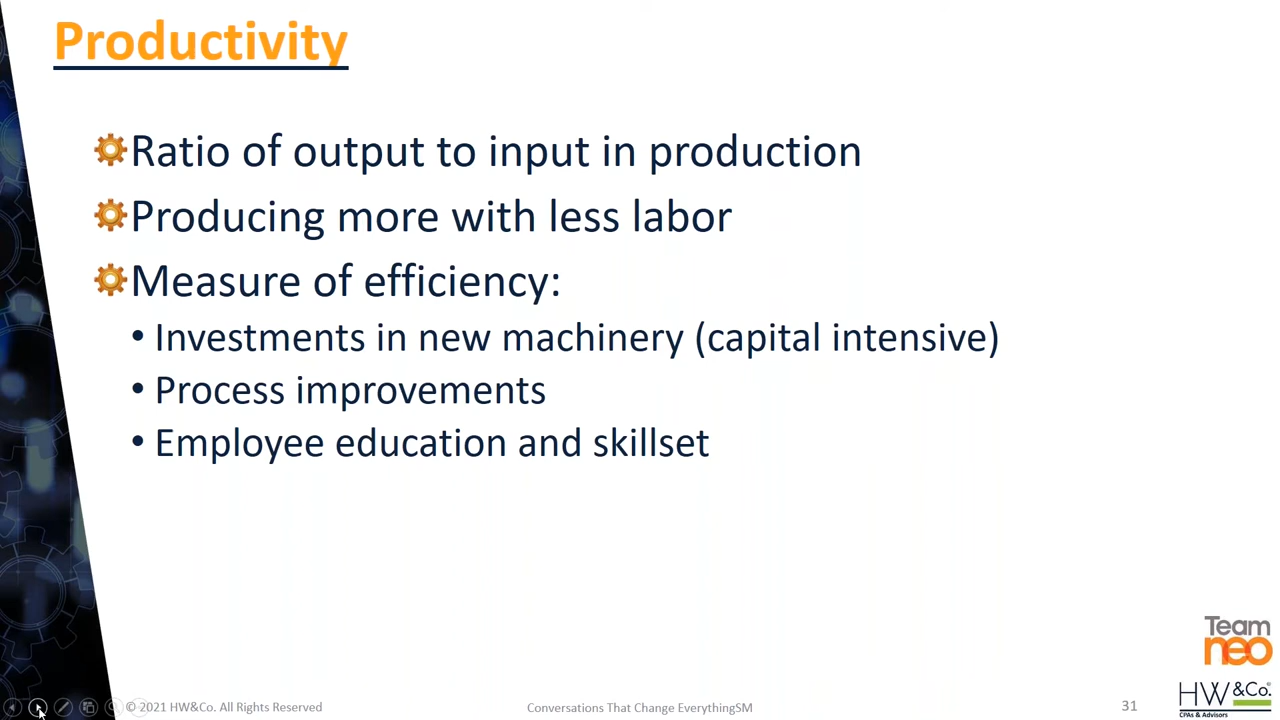 Productivity
Ratio of output to input in production
Producing more with less labor
Measure of efficiency:
• Investments in new machinery (capital intensive)
• Process improvements
• Employee education and skillset
Team
neo
HW&Co.®
CPAs & Advisors
© 2021 HW&Co. All Rights Reserved
Conversations That Change EverythingSM
31